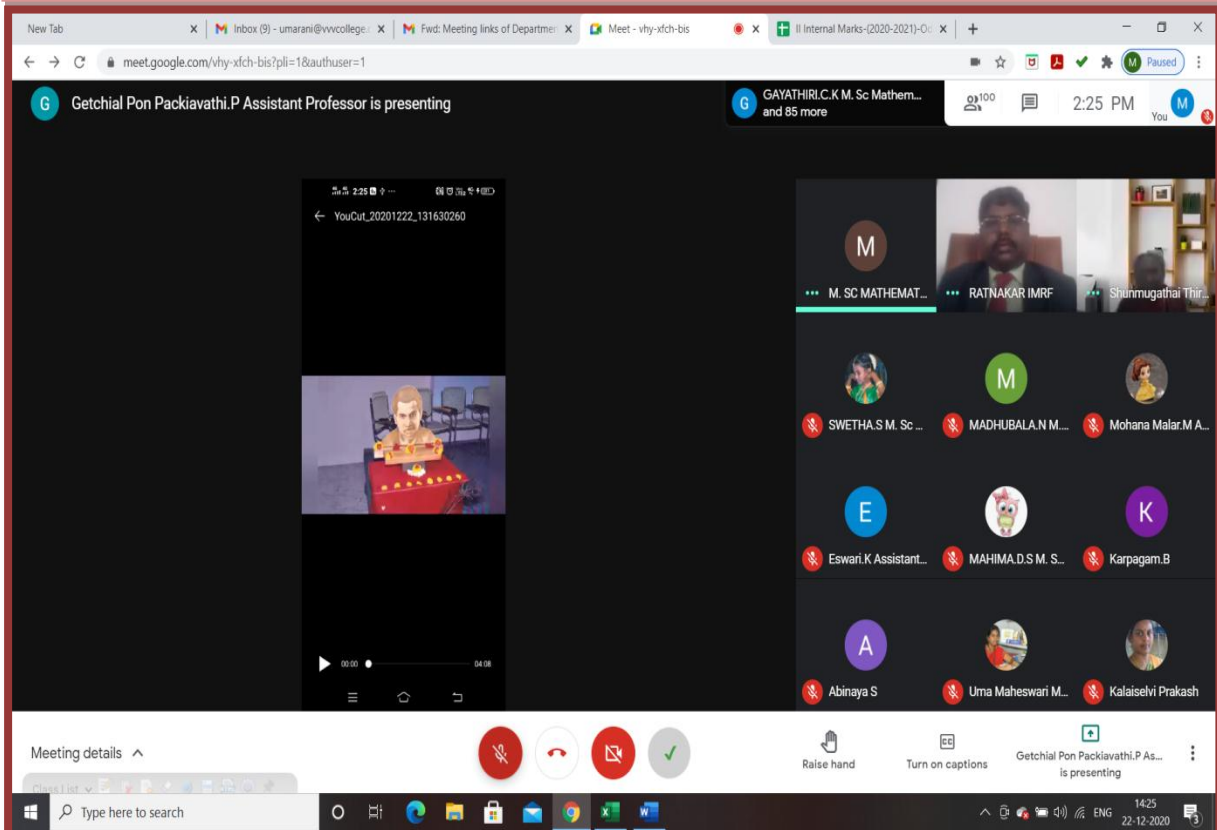 New Tab
Inbox (9) - umarani@vvvcollege.
Fwd: Meeting links of Departmen
Meet - vhy-xfch-bis
II Internal Marks-(2020-2021)-Od
meet.google.com/vhy-xfch-bis?pli=1&authuser=1
M Paused
G Getchial Pon Packiavathi.P Assistant Professor is presenting
G GAYATHIRI.C.K M. Sc Mathem...
and 85 more
100
2:25 PM
You M
2:25
YouCut_20201222_131630260
M
M. SC MATHEMAT...
RATNAKAR IMRF
Shunmugathai Thir...
M
SWETHA.S M. Sc ...
MADHUBALA.N M....
Mohana Malar.M A...
E
K
Eswari.K Assistant...
MAHIMA.D.S M. S...
Karpagam.B
A
Abinaya S
Uma Maheswari M...
Kalaiselvi Prakash
00:00
04:08
Meeting details
Raise hand
CC
Turn on captions
Getchial Pon Packiavathi.P As...
is presenting
Class List
Type here to search
ENG
14:25
22-12-2020
3